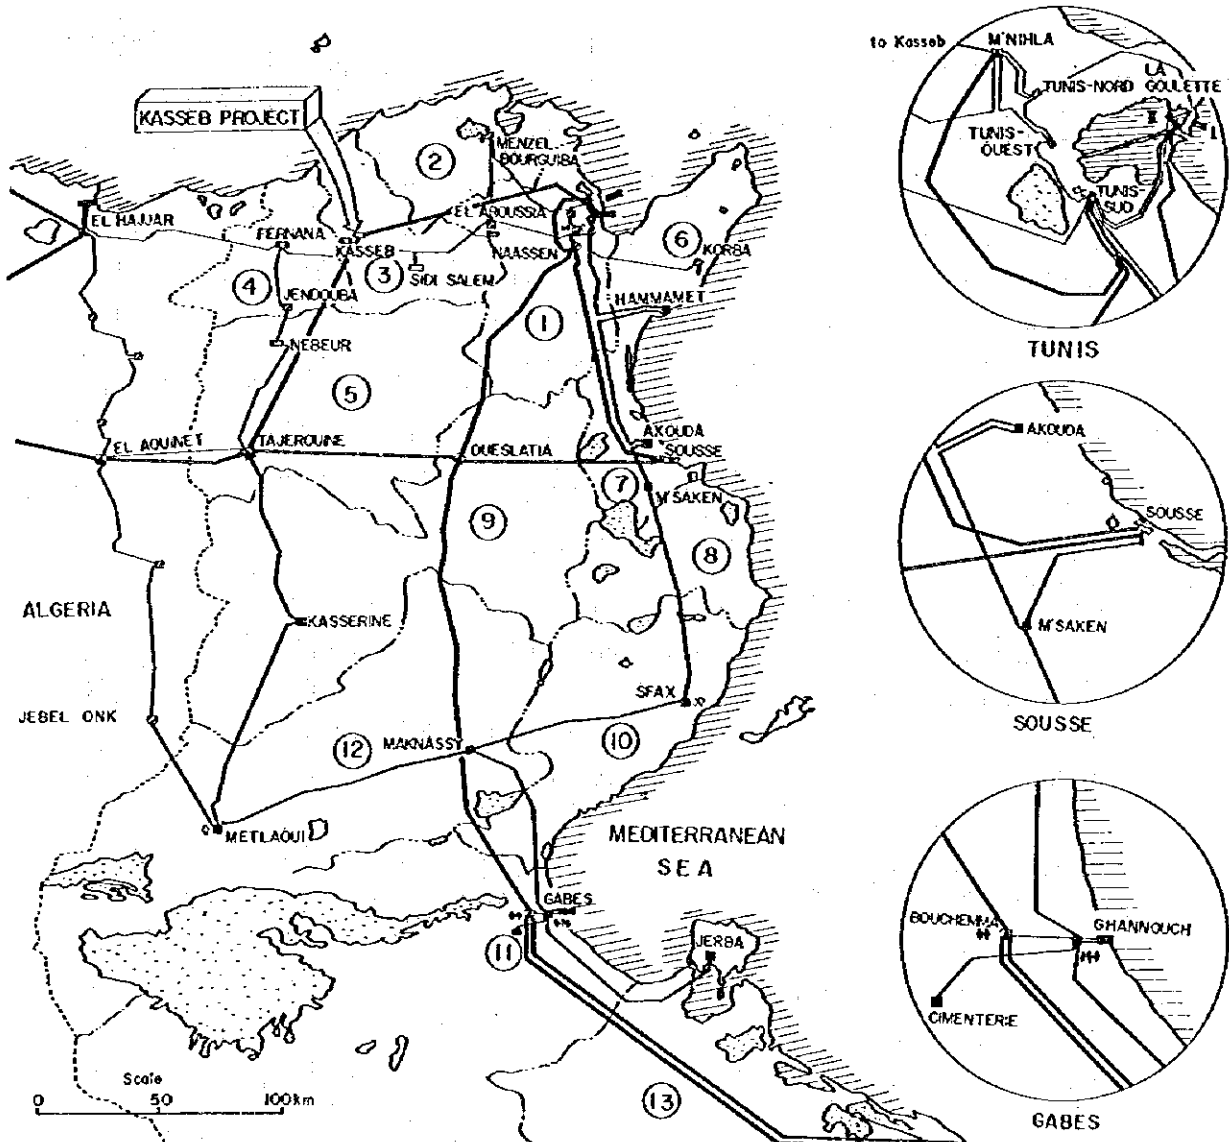 KASSEB PROJECT
to Kasseb
M'NIHLA
TUNIS-NORD
LA
GOULETTE
TUNIS-
OUEST
TUNIS-
SUD
TUNIS
2
MENZEL
BOURGUIBA
EL HAJJAR
FERNANA
KASSEB
EL AROUSSIA
NAASSEN
6
KORBA
3
SIDI SALEM
4
JENDOUBA
HAMMAMET
1
NEBEUR
5
EL AOUINET
TAJEROUINE
OUESLATIA
AKOUDA
SOUSSE
7
M'SAKEN
9
8
ALGERIA
KASSERINE
JEBEL ONK
SFAX
12
MAKNASSY
10
METLAOUI
MEDITERRANEAN
SEA
GABES
11
JERBA
13
Scale
0 50 100km
AKOUDA
SOUSSE
M'SAKEN
SOUSSE
BOUCHEMMA
GHANNOUCH
CIMENTERIE
GABES